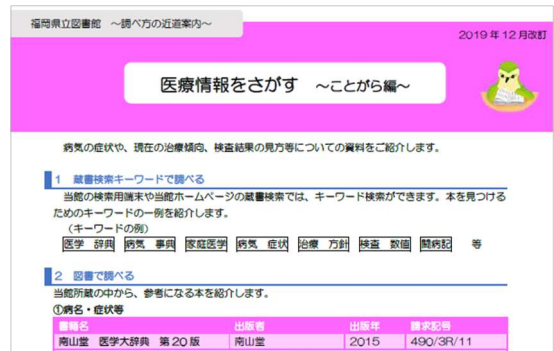 福岡県立図書館 ～調べ方の近道案内～
2019年12月改訂
医療情報をさがす ～ことがら編～
病気の症状や、現在の治療傾向、検査結果の見方等についての資料をご紹介します。
1 蔵書検索キーワードで調べる
当館の検索用端末や当館ホームページの蔵書検索では、キーワード検索ができます。本を見つける
ためのキーワードの一例を紹介します。
（キーワードの例）
医学 辞典 病気 事典 家庭医学 病気 症状 治療 方針 検査 数値 闘病記 等
2 図書で調べる
当館所蔵の中から、参考になる本を紹介します。
①病名・症状等
書籍名 出版者 出版年 請求記号
南山堂 医学大辞典 第20版 南山堂 2015 490/3R/11